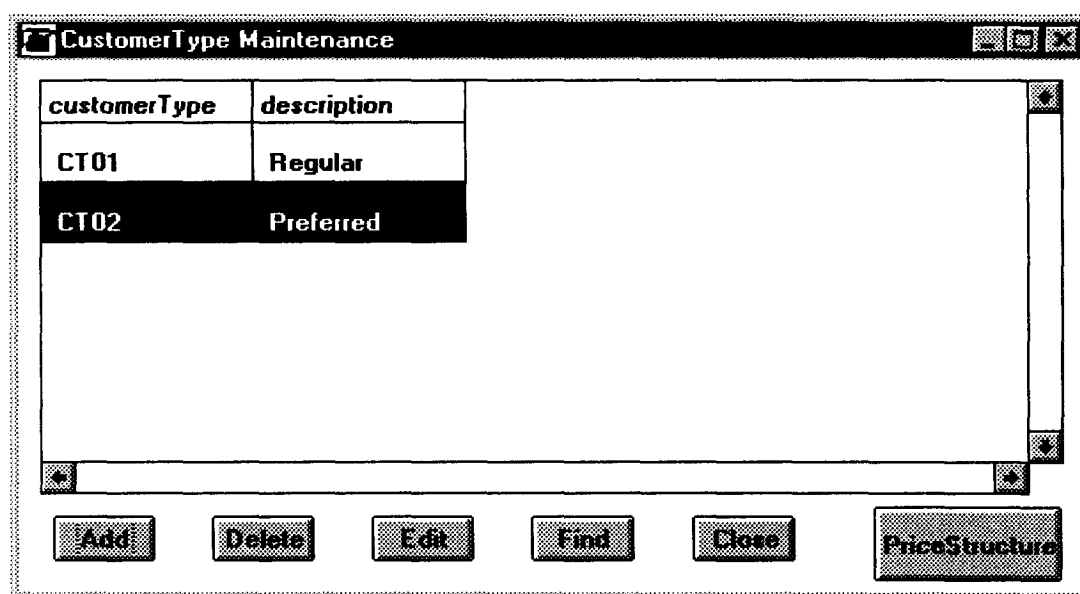 CustomerType Maintenance
customerType description
CT01 Regular
CT02 Preferred
Add Delete Edit Find Close PriceStructure